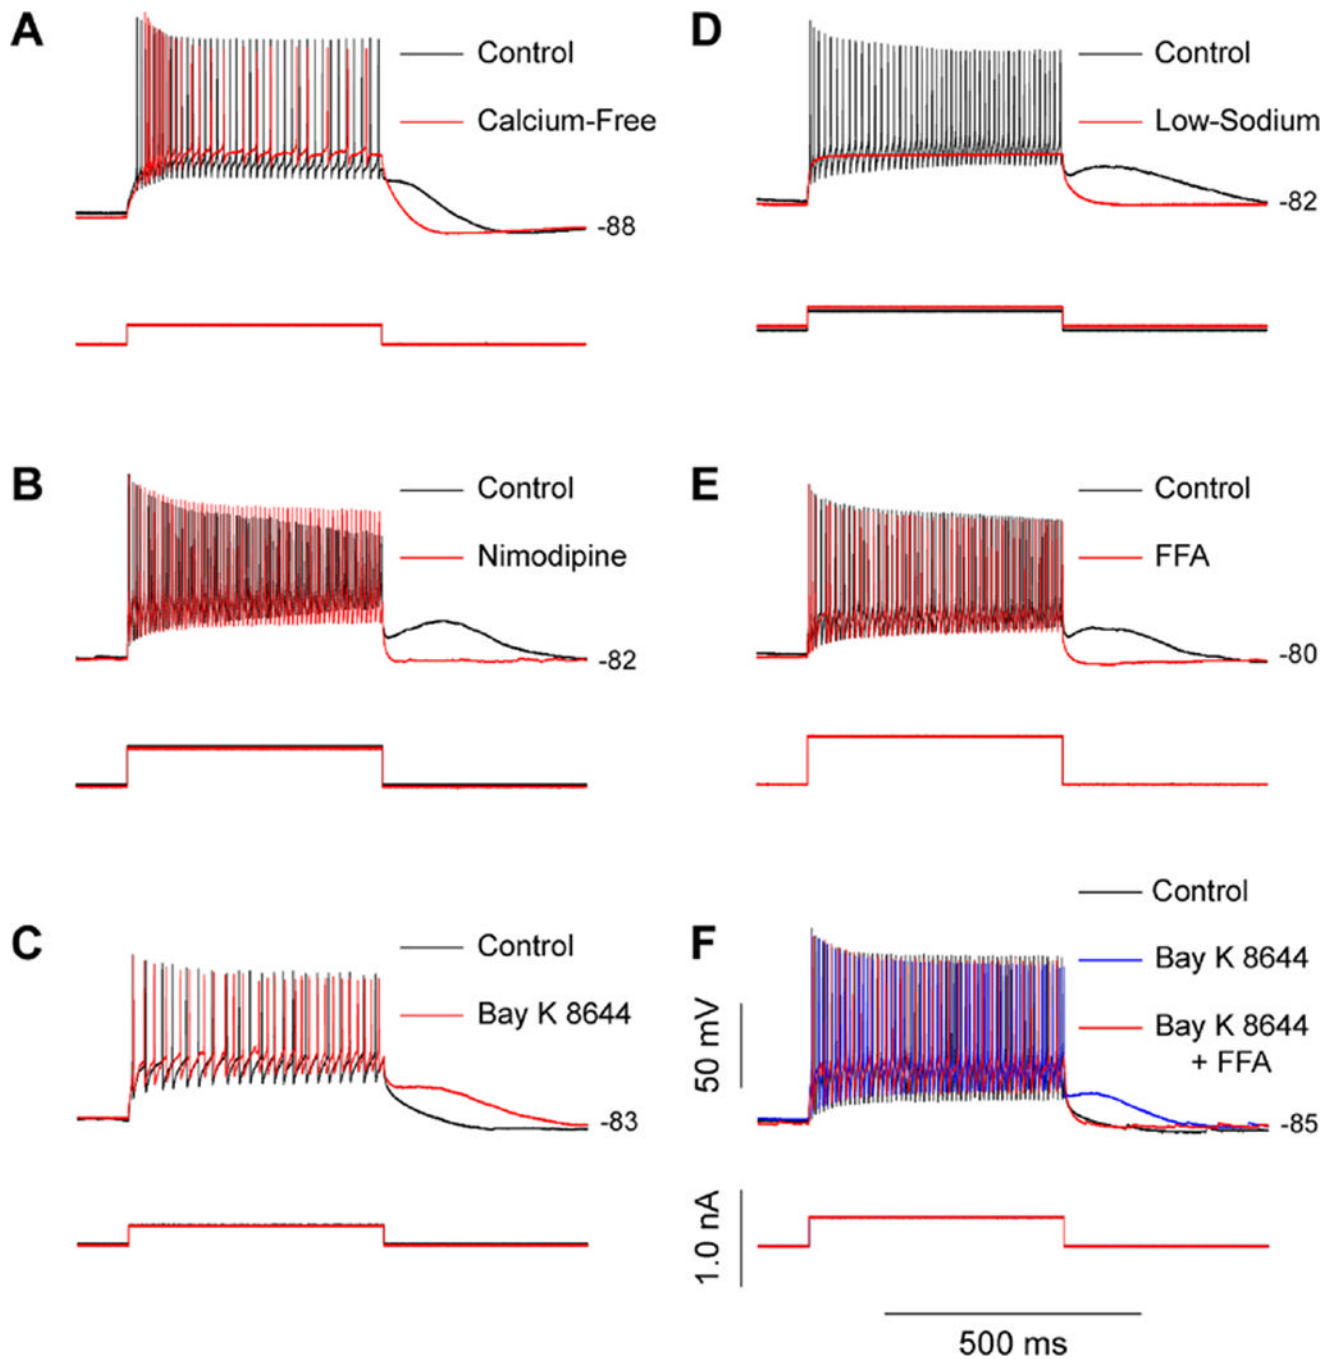 A
Control
Calcium-Free
-88
B
Control
Nimodipine
-82
C
Control
Bay K 8644
-83
D
Control
Low-Sodium
-82
E
Control
FFA
-80
F
Control
Bay K 8644
Bay K 8644
+ FFA
-85
50 mV
1.0 nA
500 ms